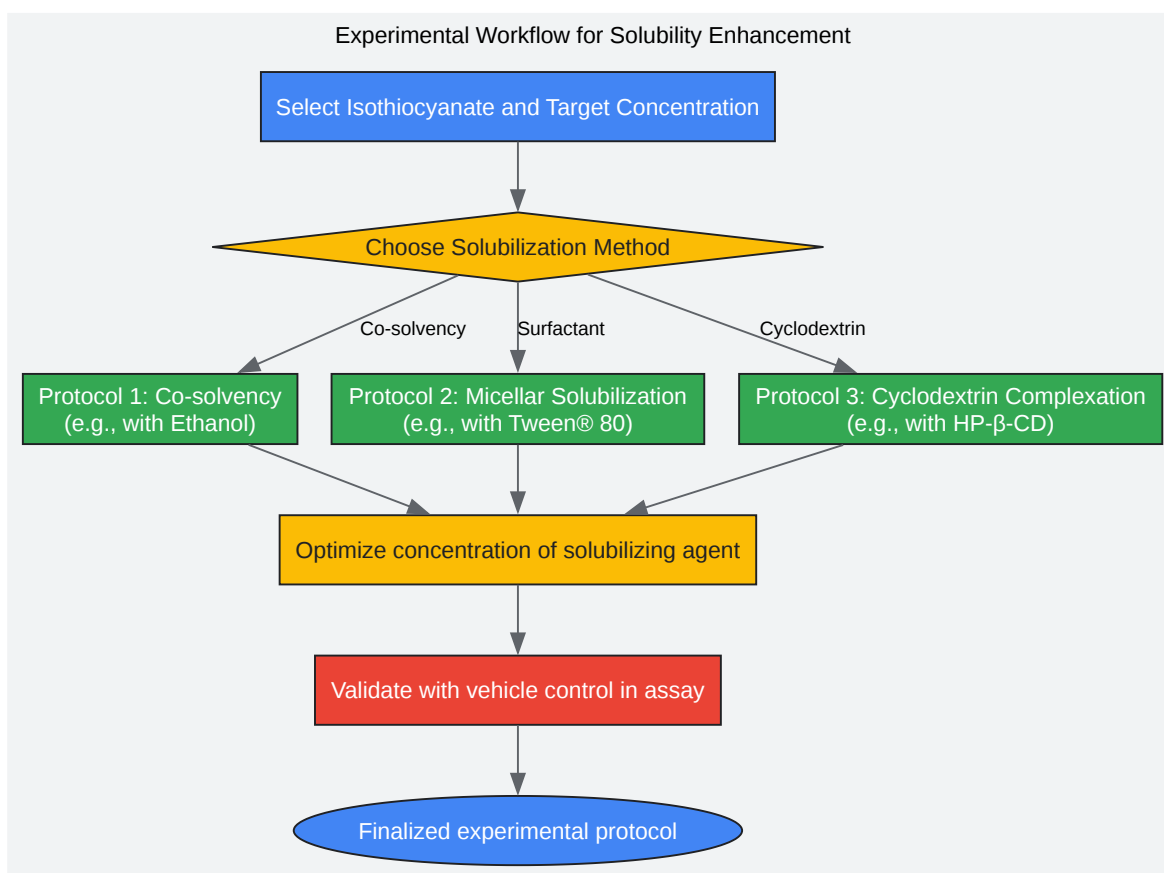 Experimental Workflow for Solubility Enhancement
Select Isothiocyanate and Target Concentration
Choose Solubilization Method
Co-solvency
Surfactant
Cyclodextrin
Protocol 1: Co-solvency
(e.g., with Ethanol)
Protocol 2: Micellar Solubilization
(e.g., with Tween® 80)
Protocol 3: Cyclodextrin Complexation
(e.g., with HP-β-CD)
Optimize concentration of solubilizing agent
Validate with vehicle control in assay
Finalized experimental protocol